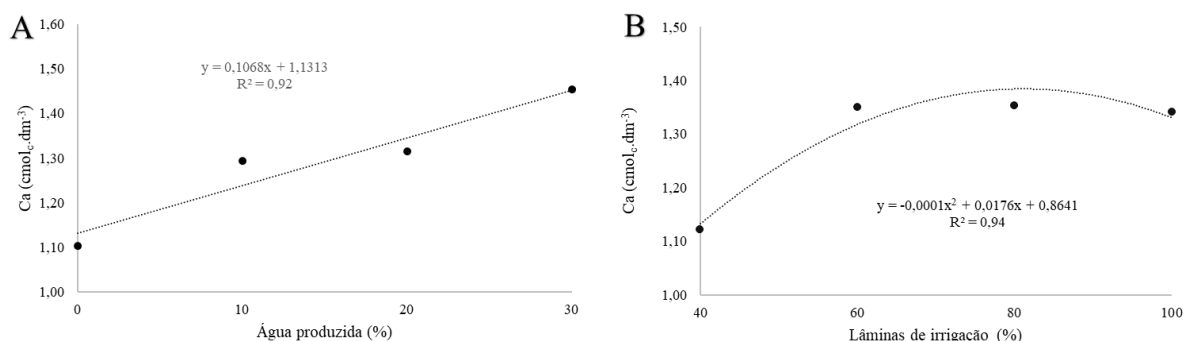 A
1,60
1,50
1,40
1,30
1,20
1,10
1,00
Ca (cmolc.dm-3)
y = 0,1068x + 1,1313
R² = 0,92
0 10 20 30
Água produzida (%)
B
1,50
1,40
1,30
1,20
1,10
1,00
Ca (cmolc.dm-3)
y = -0,0001x² + 0,0176x + 0,8641
R² = 0,94
40 60 80 100
Lâminas de irrigação (%)